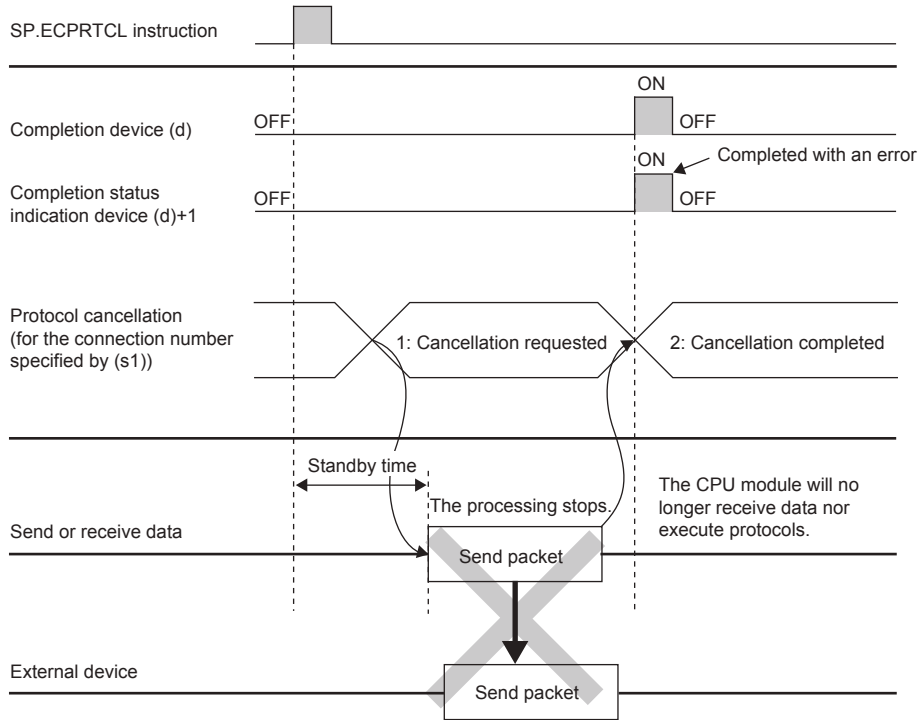 SP.ECPRTCL instruction
ON
Completion device (d)
OFF
OFF
ON
Completed with an error
Completion status
indication device (d)+1
OFF
OFF
Protocol cancellation
(for the connection number
specified by (s1))
1: Cancellation requested
2: Cancellation completed
Standby time
The processing stops.
The CPU module will no
longer receive data nor
execute protocols.
Send or receive data
Send packet
External device
Send packet